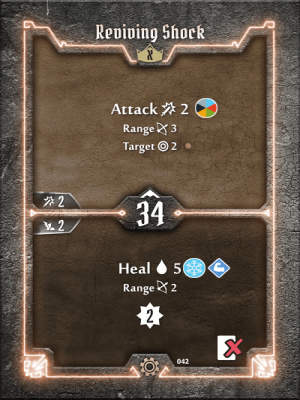 Reviving Shock
X
Attack 2
Range 3
Target 2
2
34
2
Heal 5
Range 2
2
042